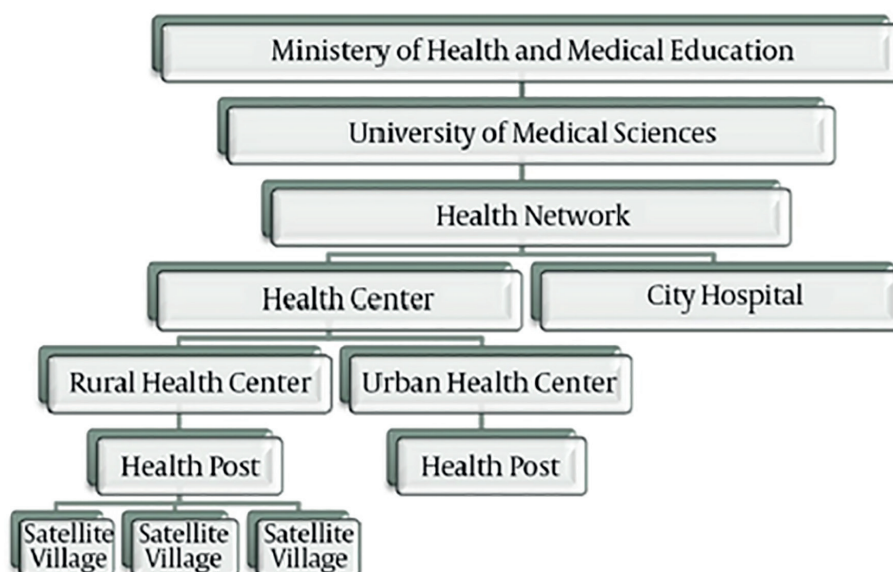 Ministery of Health and Medical Education
University of Medical Sciences
Health Network
Health Center
City Hospital
Rural Health Center
Urban Health Center
Health Post
Health Post
Satellite
Village
Satellite
Village
Satellite
Village